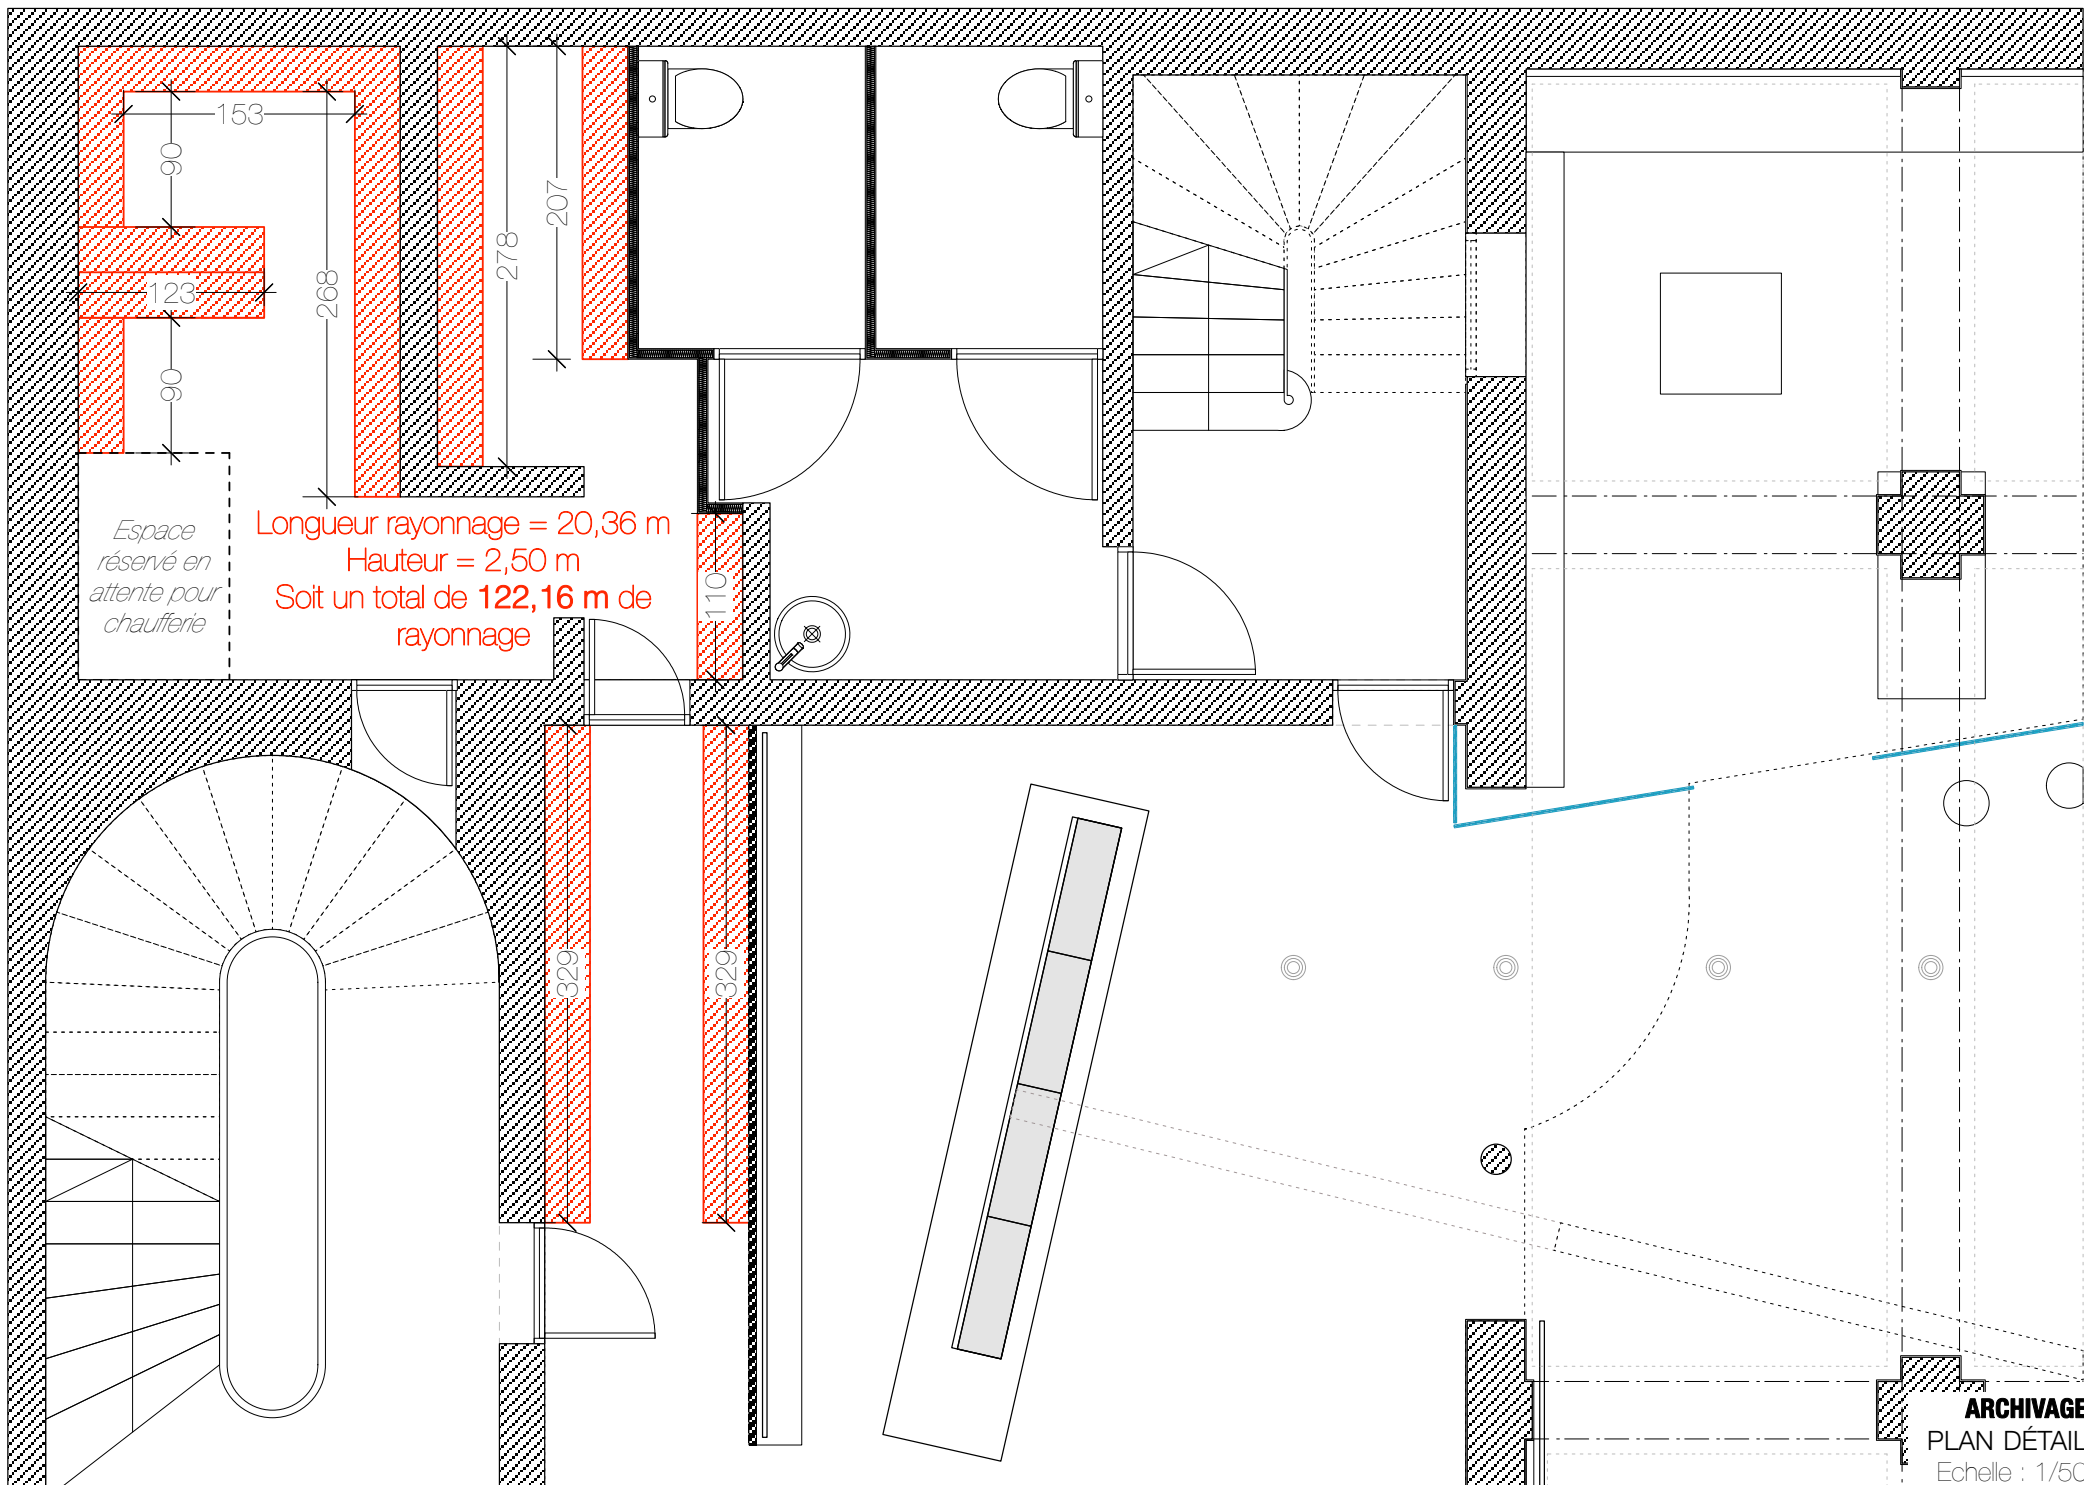 153
90
207
278
268
123
90
Longueur rayonnage = 20,36 m
Hauteur = 2,50 m
Soit un total de 122,16 m de
rayonnage
Espace
réservé en
attente pour
chaufferie
110
329
329
ARCHIVAGE
PLAN DÉTAIL
Echelle : 1/50